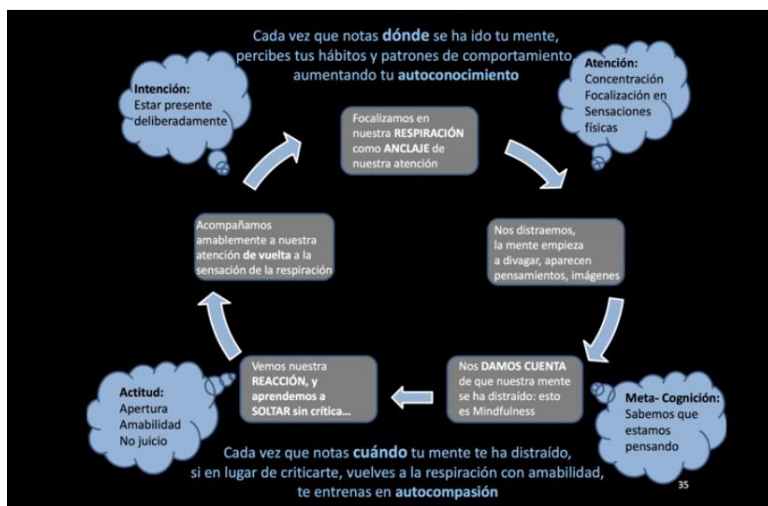 Cada vez que notas dónde se ha ido tu mente,
percibes tus hábitos y patrones de comportamiento,
aumentando tu autoconocimiento
Intención:
Estar presente
deliberadamente
Atención:
Concentración
Focalización en
Sensaciones
físicas
Focalizamos en
nuestra RESPIRACIÓN
como ANCLAJE de
nuestra atención
Acompañamos
amablemente a nuestra
atención de vuelta a la
sensación de la respiración
Nos distraemos,
la mente empieza
a divagar, aparecen
pensamientos, imágenes
Vemos nuestra
REACCIÓN, y
aprendemos a
SOLTAR sin crítica...
Nos DAMOS CUENTA
de que nuestra mente
se ha distraído: esto
es Mindfulness
Actitud:
Apertura
Amabilidad
No juicio
Meta- Cognición:
Sabemos que
estamos
pensando
Cada vez que notas cuándo tu mente te ha distraído,
si en lugar de criticarte, vuelves a la respiración con amabilidad,
te entrenas en autocompasión
35